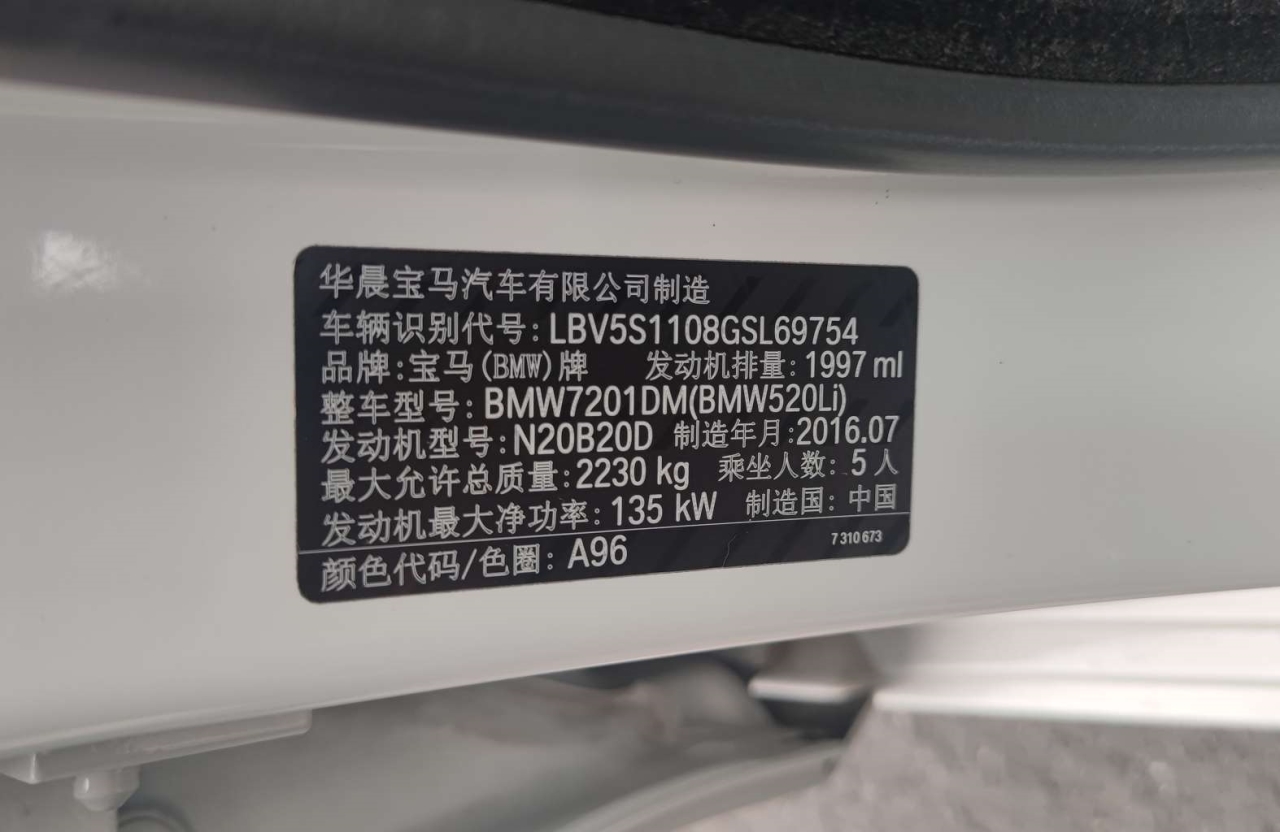 华晨宝马汽车有限公司制造
车辆识别代号:LBV5S1108GSL69754
品牌:宝马(BMW)牌 发动机排量:1997 ml
整车型号:BMW7201DM(BMW520Li)
发动机型号:N20B20D 制造年月:2016.07
最大允许总质量:2230 kg 乘坐人数:5人
发动机最大净功率:135 kW 制造国:中国
颜色代码/色圈:A96 7 310 673